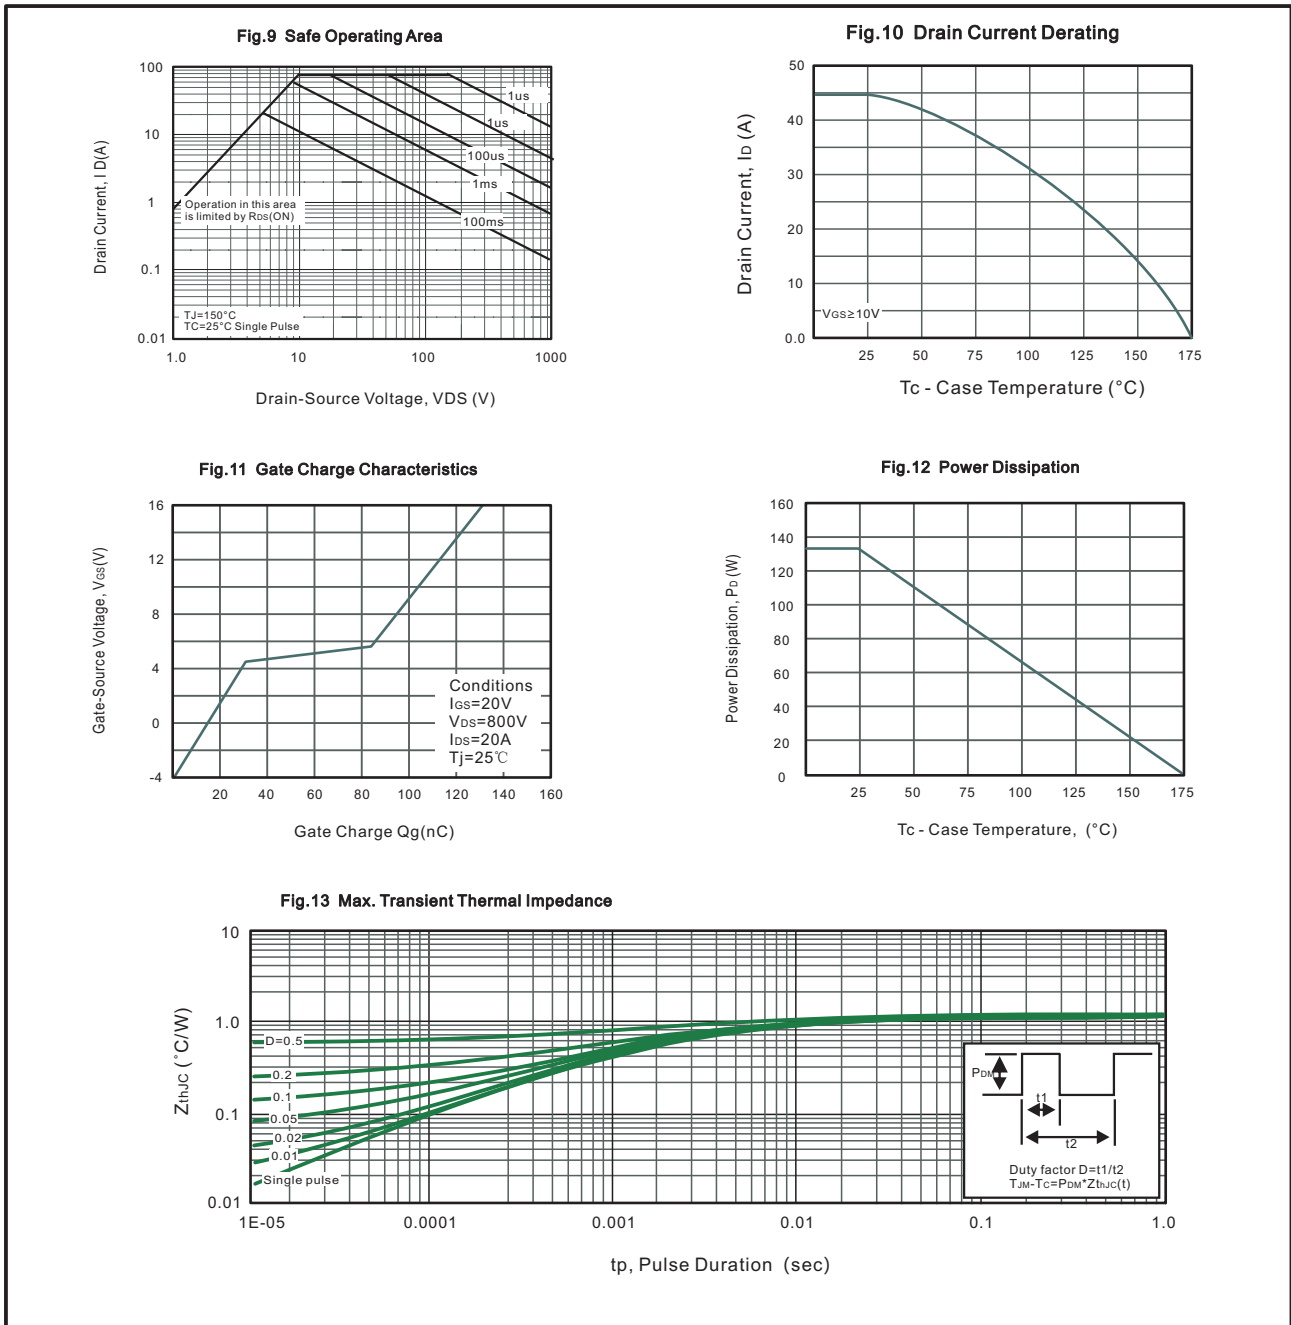 Fig.9 Safe Operating Area
100
10
1
0.1
0.01
Drain Current, I D(A)
1us
1us
100us
1ms
100ms
Operation in this area
is limited by RDS(ON)
TJ=150°C
TC=25°C Single Pulse
1.0
10
100
1000
Drain-Source Voltage, VDS (V)
Fig.10 Drain Current Derating
50
40
30
20
10
0.0
Drain Current, ID (A)
VGS≥10V
25
50
75
100
125
150
175
Tc - Case Temperature (°C)
Fig.11 Gate Charge Characteristics
16
12
8
4
0
-4
Gate-Source Voltage, VGS(V)
Conditions
IGS=20V
VDS=800V
IDS=20A
Tj=25℃
20
40
60
80
100
120
140
160
Gate Charge Qg(nC)
Fig.12 Power Dissipation
160
140
120
100
80
60
40
20
0
Power Dissipation, PD (W)
25
50
75
100
125
150
175
Tc - Case Temperature, (°C)
Fig.13 Max. Transient Thermal Impedance
10
1.0
0.1
0.01
ZthJC (°C/W)
D=0.5
0.2
0.1
0.05
0.02
0.01
Single pulse
PDM
t1
t2
Duty factor D=t1/t2
TJM-TC=PDM*ZthJC(t)
1E-05
0.0001
0.001
0.01
0.1
1.0
tp, Pulse Duration (sec)